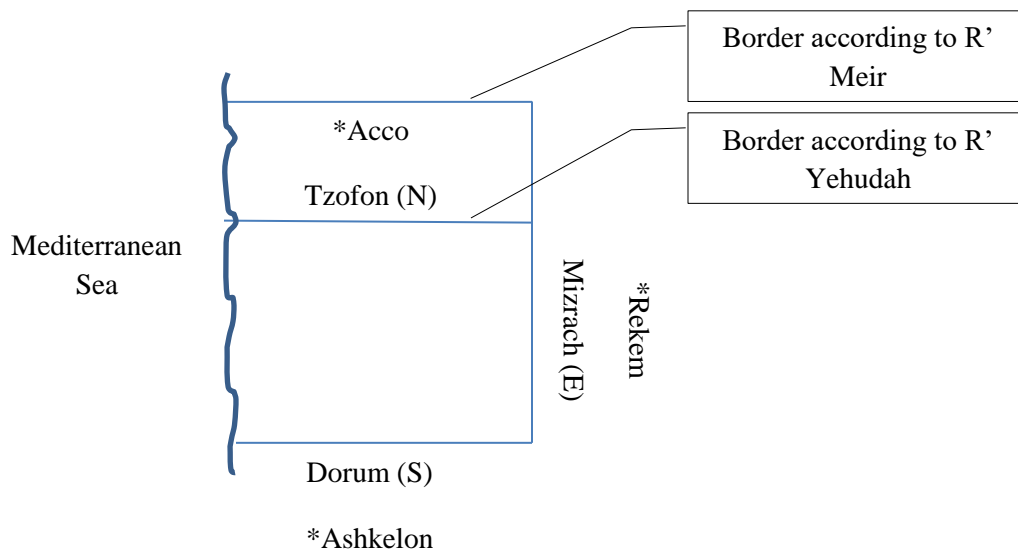 Border according to R’
Meir
*Acco
Border according to R’
Yehudah
Tzofon (N)
Mediterranean
Sea
Mizrach (E)
*Rekem
Dorum (S)
*Ashkelon